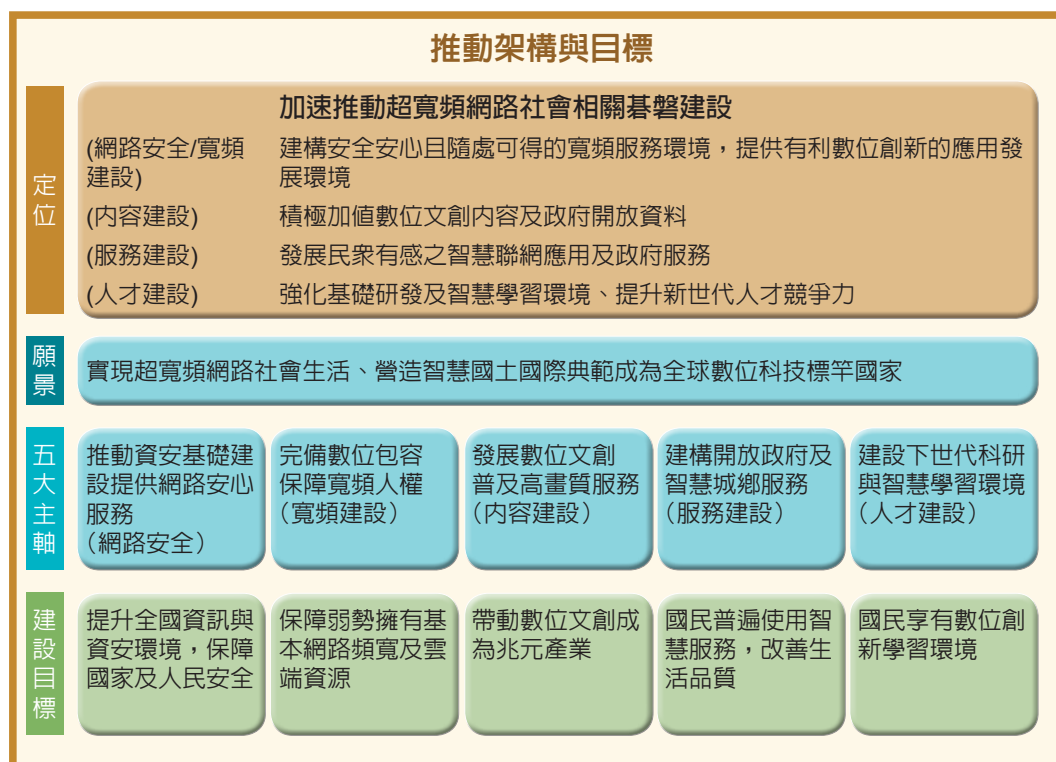 推動架構與目標
定位
加速推動超寬頻網路社會相關碁磐建設
(網路安全/寬頻建設)
建構安全安心且隨處可得的寬頻服務環境，提供有利數位創新的應用發
展環境
(內容建設)
積極加值數位文創內容及政府開放資料
(服務建設)
發展民眾有感之智慧聯網應用及政府服務
(人才建設)
強化基礎研發及智慧學習環境、提升新世代人才競爭力
願景
實現超寬頻網路社會生活、營造智慧國土國際典範成為全球數位科技標竿國家
五大主軸
推動資安基礎建
設提供網路安心
服務
（網路安全）
完備數位包容
保障寬頻人權
（寬頻建設）
發展數位文創
普及高畫質服務
（內容建設）
建構開放政府及
智慧城鄉服務
（服務建設）
建設下世代科研
與智慧學習環境
（人才建設）
建設目標
提升全國資訊與
資安環境，保障
國家及人民安全
保障弱勢擁有基
本網路頻寬及雲
端資源
帶動數位文創成
為兆元產業
國民普遍使用智
慧服務，改善生
活品質
國民享有數位創
新學習環境